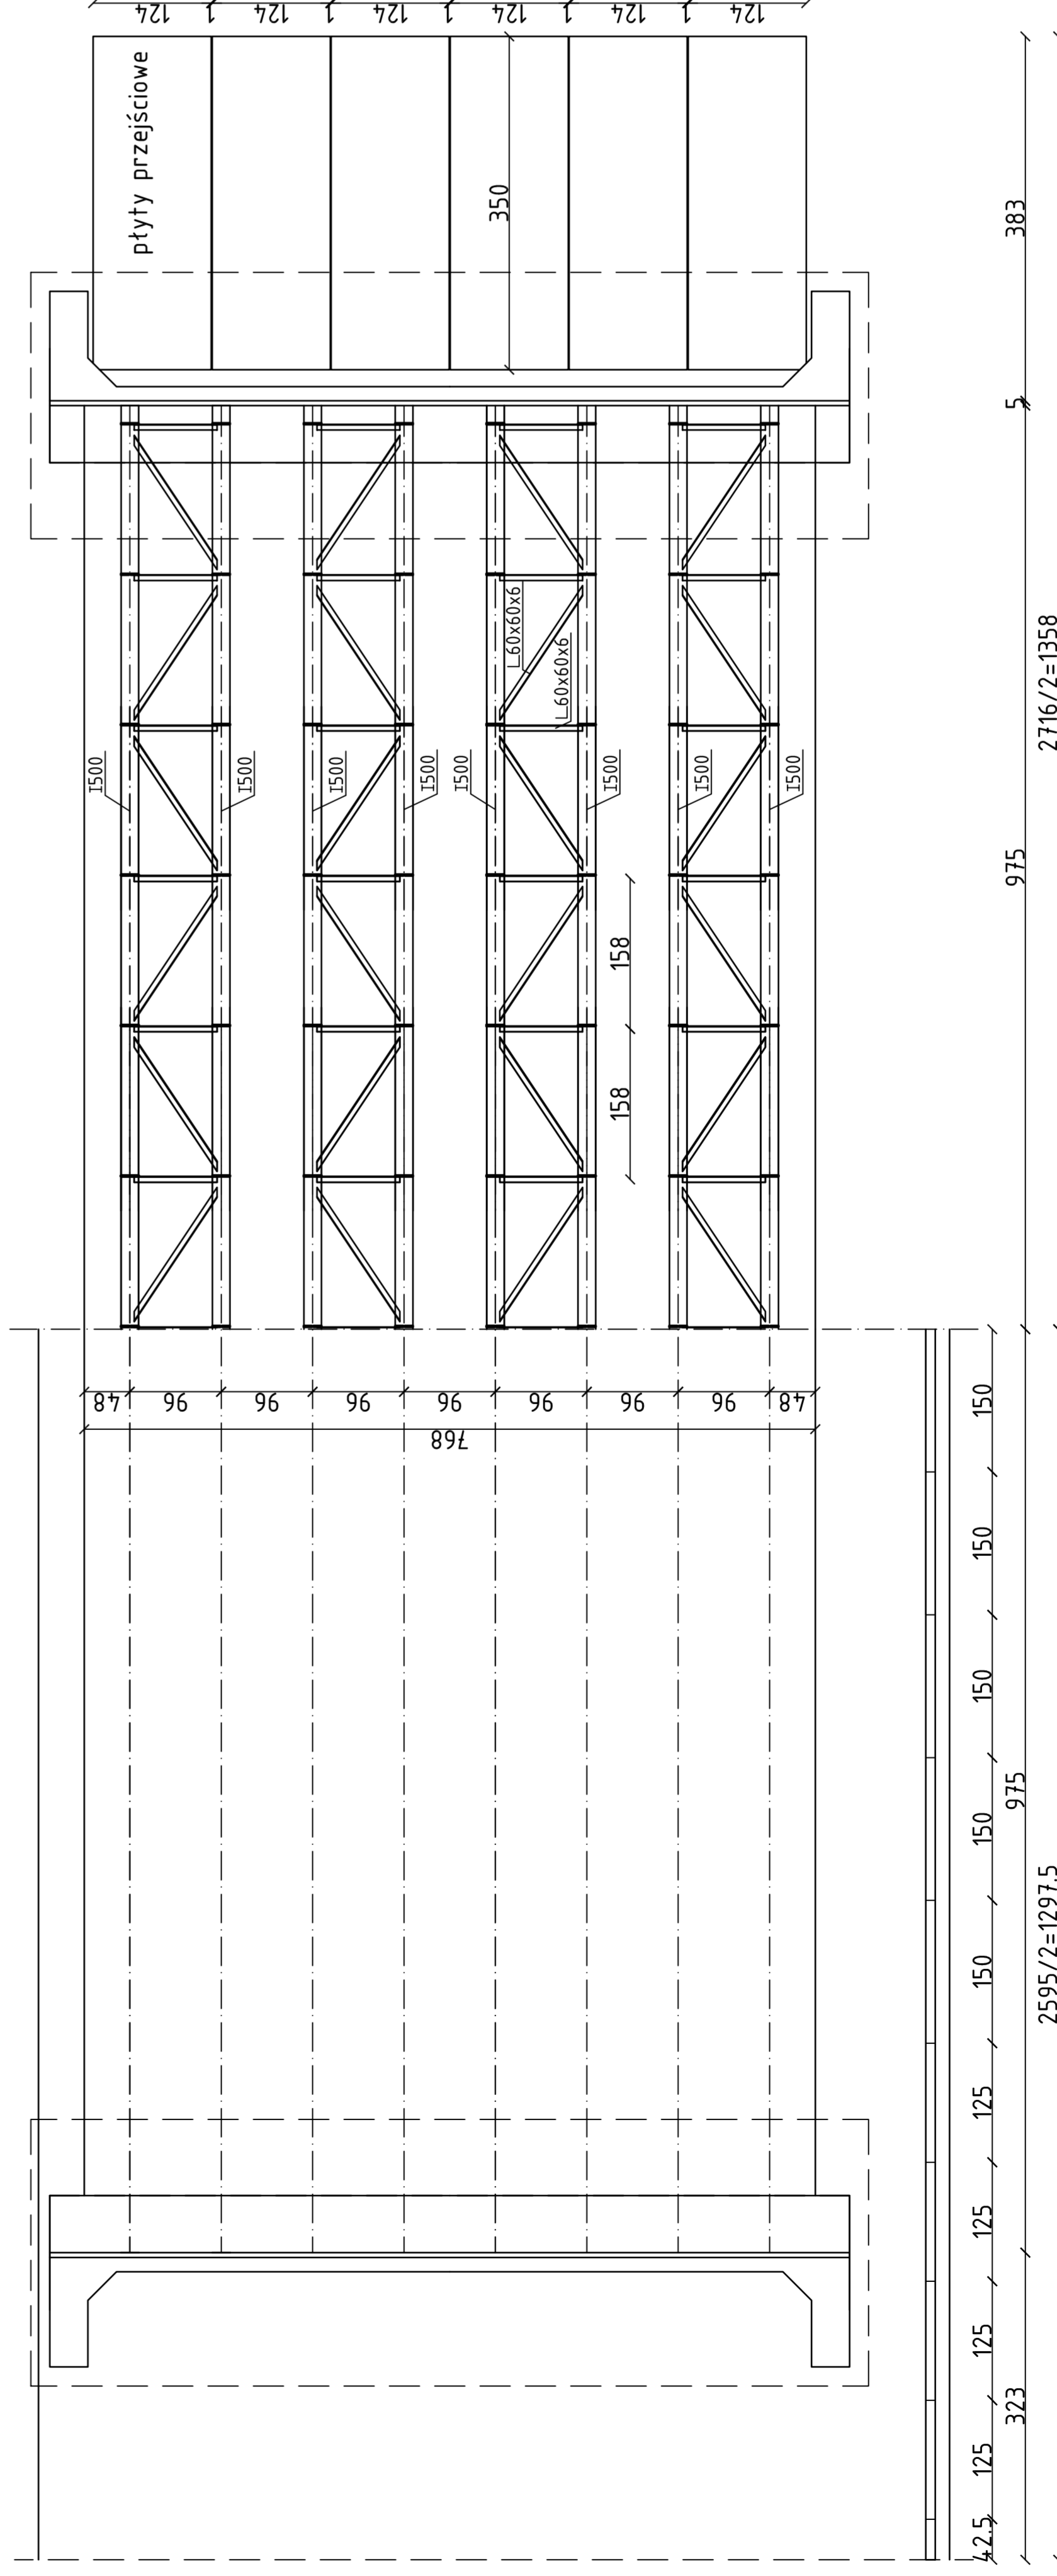 124 1 124 1 124 1 124 1 124 1 124
płyty przejściowe
350
383
5
L60x60x6
L60x60x6
2716/2=1358
I500
I500
I500
I500
I500
I500
I500
I500
975
158
158
48 96 96 96 96 96 96 96 48
768
150
150
150
150
150
125
125
125
125
42.5
975
323
2595/2=1297.5